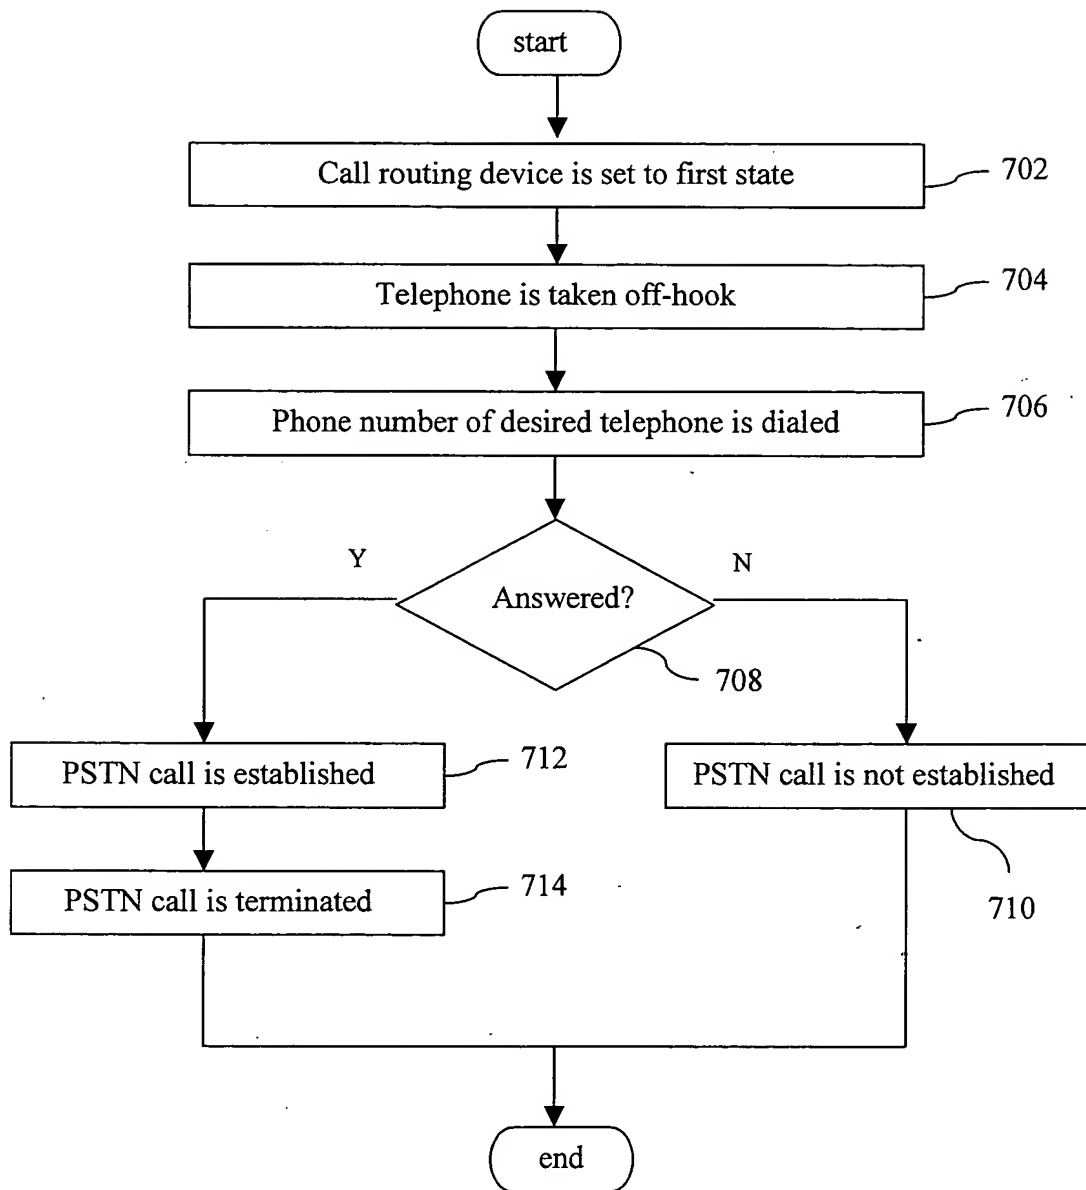 start
Call routing device is set to first state
702
Telephone is taken off-hook
704
Phone number of desired telephone is dialed
706
Y
N
Answered?
708
PSTN call is established
712
PSTN call is not established
710
PSTN call is terminated
714
end